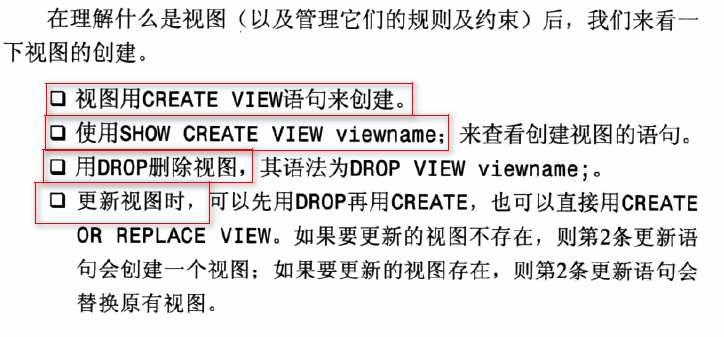 在理解什么是视图（以及管理它们的规则及约束）后，我们来看一
下视图的创建。
❏ 视图用CREATE VIEW语句来创建。
❏ 使用SHOW CREATE VIEW viewname；来查看创建视图的语句。
❏ 用DROP删除视图，其语法为DROP VIEW viewname;。
❏ 更新视图时，可以先用DROP再用CREATE，也可以直接用CREATE
OR REPLACE VIEW。如果要更新的视图不存在，则第2条更新语
句会创建一个视图；如果要更新的视图存在，则第2条更新语句会
替换原有视图。